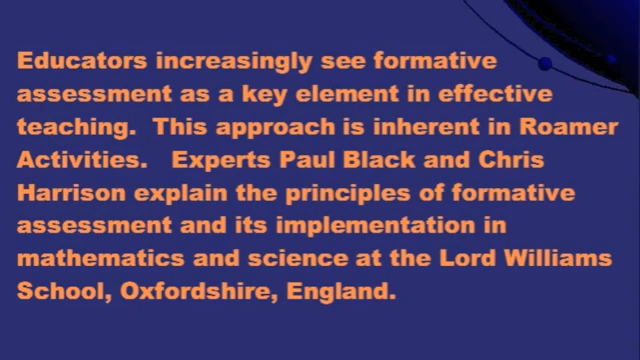 Educators increasingly see formative
assessment as a key element in effective
teaching.  This approach is inherent in Roamer
Activities.   Experts Paul Black and Chris
Harrison explain the principles of formative
assessment and its implementation in
mathematics and science at the Lord Williams
School, Oxfordshire, England.